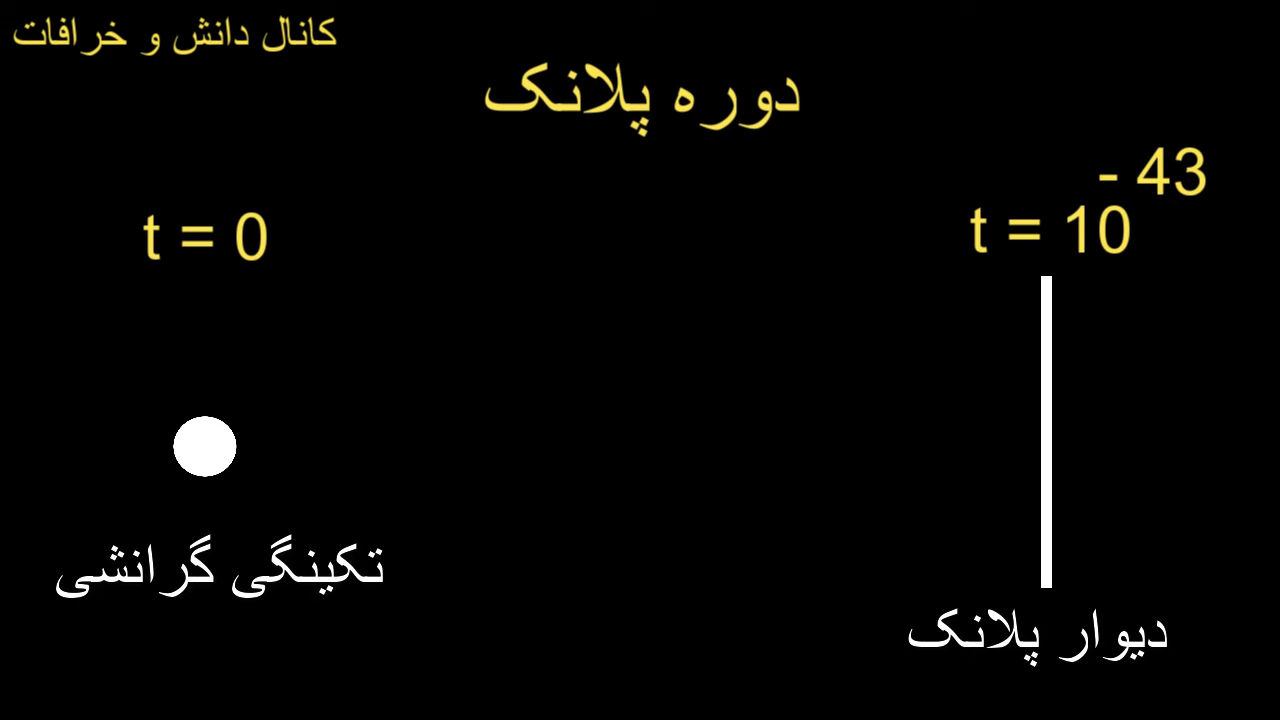 کانال دانش و خرافات
دوره پلانک
t = 0
t = 10 - 43
تکینگی گرانشی
دیوار پلانک